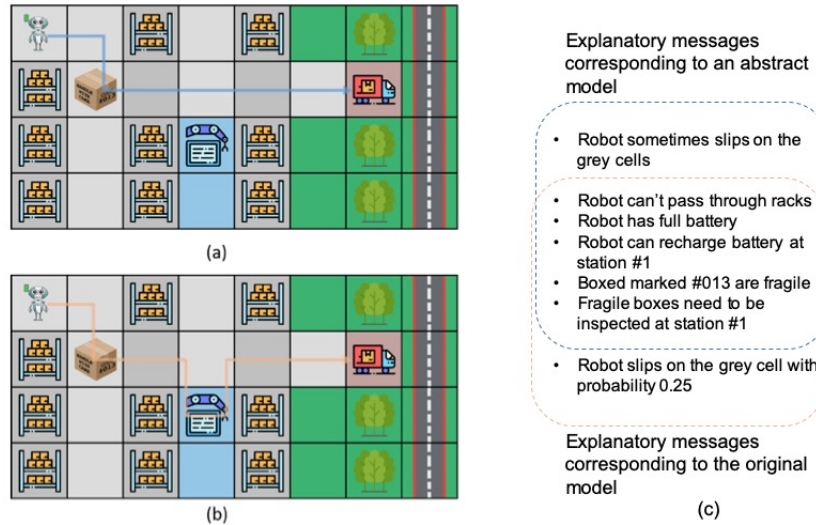 (a)
(b)
Explanatory messages
corresponding to an abstract
model
• Robot sometimes slips on the
grey cells
• Robot can't pass through racks
• Robot has full battery
• Robot can recharge battery at
station #1
• Boxed marked #013 are fragile
• Fragile boxes need to be
inspected at station #1
• Robot slips on the grey cell with
probability 0.25
Explanatory messages
corresponding to the original
model
(c)